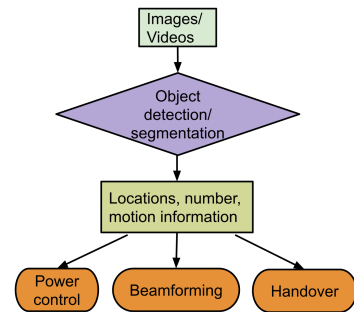 Images/
Videos
Object
detection/
segmentation
Locations, number,
motion information
Power
control
Beamforming
Handover